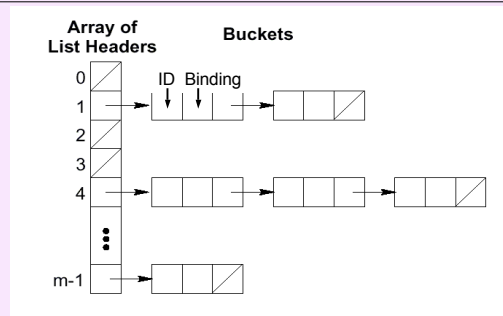 Array of
List Headers
Buckets
ID Binding
0
1
2
3
4
m-1